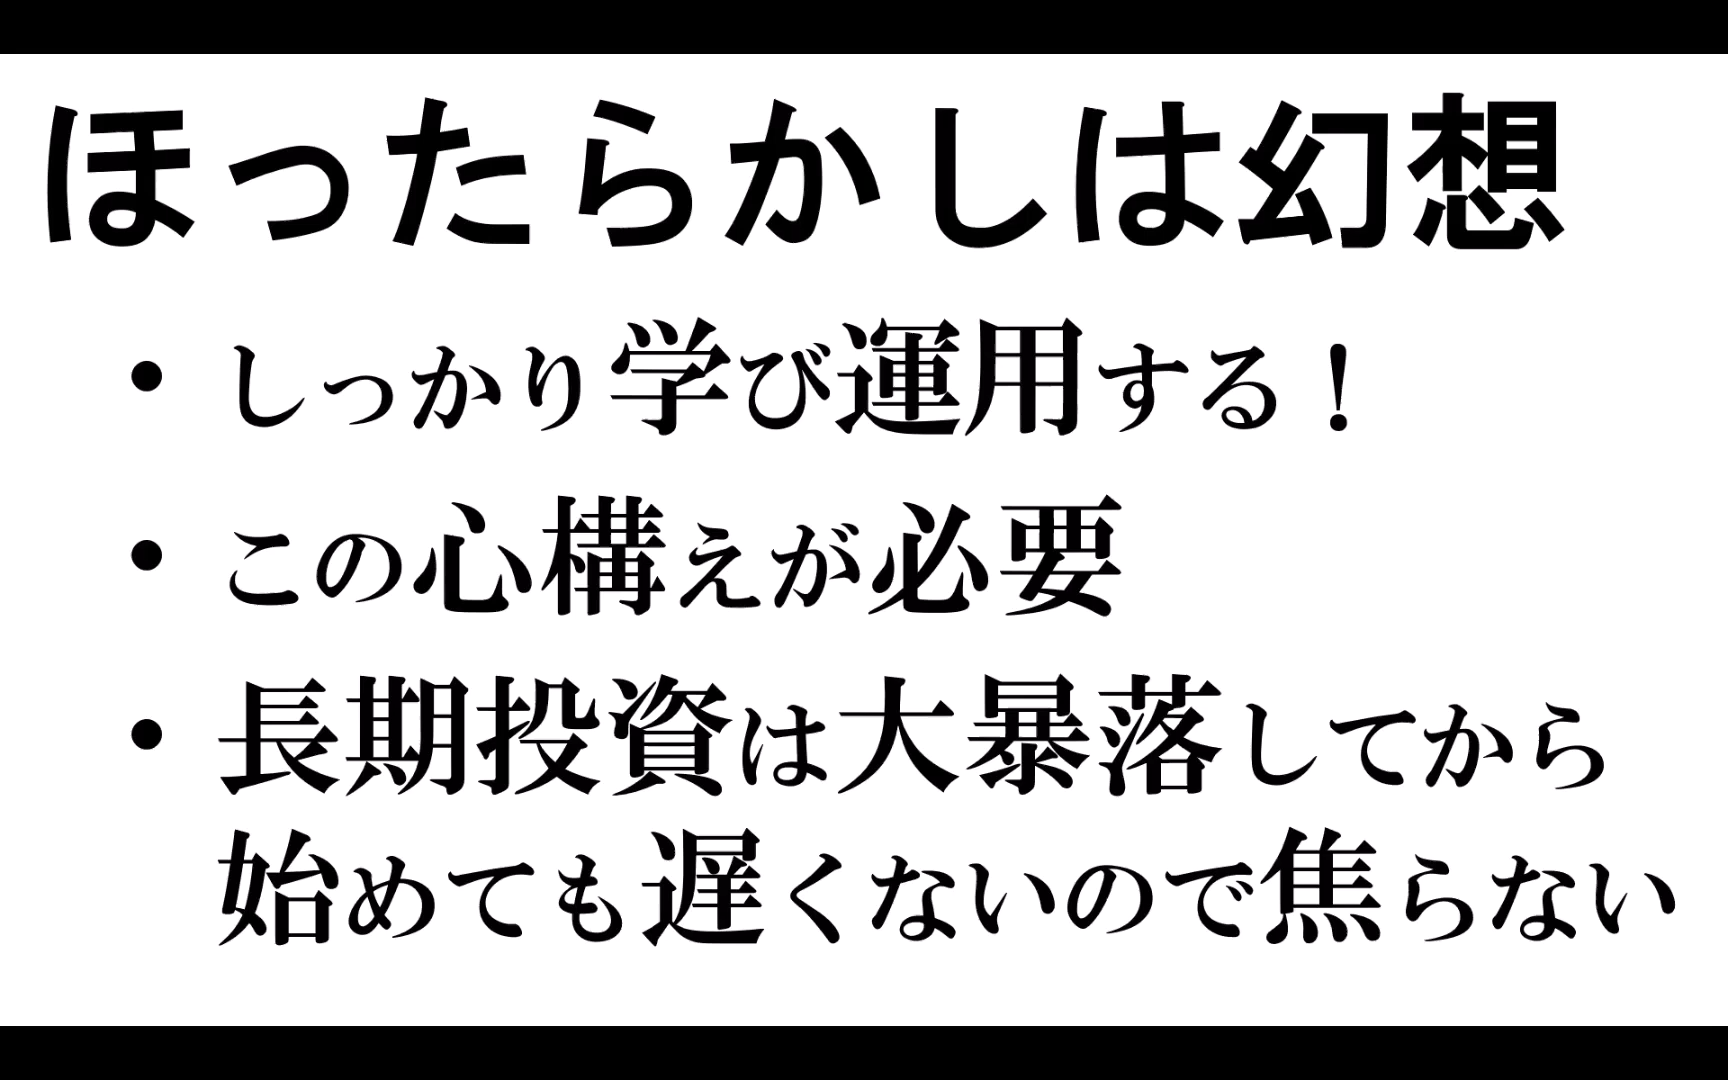 ほったらかしは幻想
・しっかり学び運用する！
・この心構えが必要
・長期投資は大暴落してから
始めても遅くないので焦らない